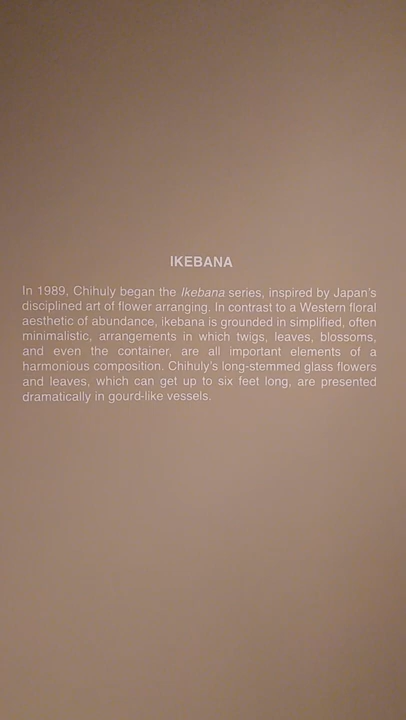 IKEBANA
In 1989, Chihuly began the Ikebana series, inspired by Japan's
disciplined art of flower arranging. In contrast to a Western floral
aesthetic of abundance, ikebana is grounded in simplified, often
minimalistic, arrangements in which twigs, leaves, blossoms,
and even the container, are all important elements of a
harmonious composition. Chihuly's long-stemmed glass flowers
and leaves, which can get up to six feet long, are presented
dramatically in gourd-like vessels.